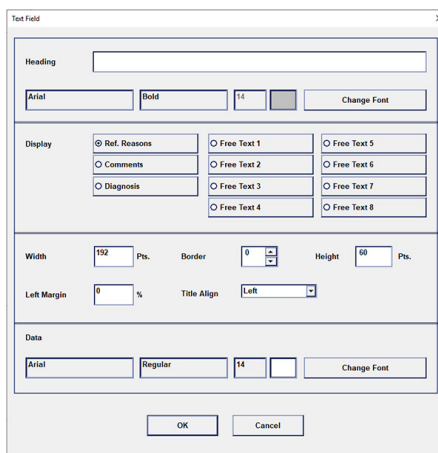 Text Field
Heading
Arial Bold 14 Change Font
Display Ref. Reasons Free Text 1 Free Text 5
Comments Free Text 2 Free Text 6
Diagnosis Free Text 3 Free Text 7
Free Text 4 Free Text 8
Width 192 Pts. Border 0 Height 60 Pts.
Left Margin 0 % Title Align Left
Data
Arial Regular 14 Change Font
OK Cancel